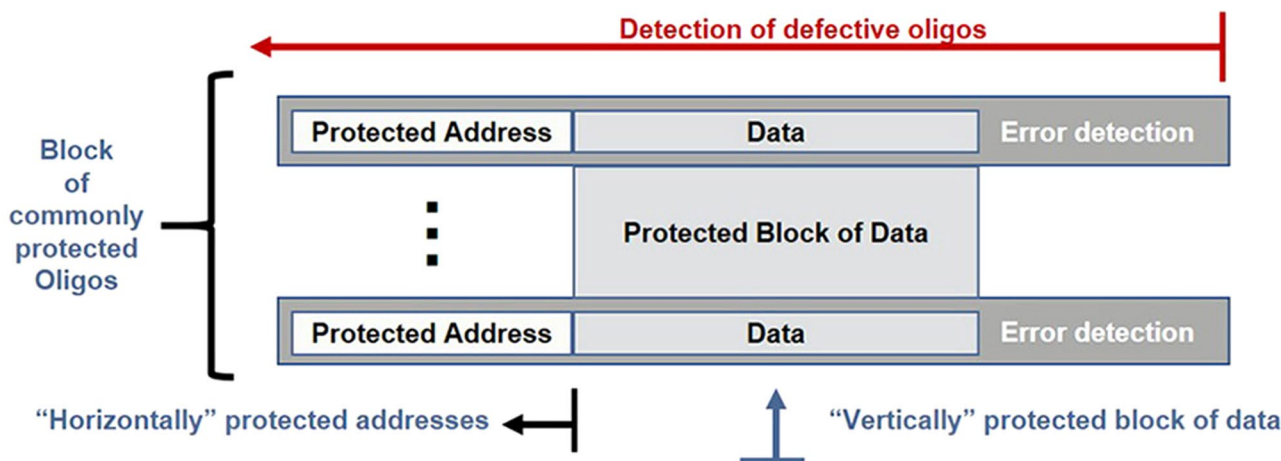 Detection of defective oligos
Protected Address
Data
Error detection
Block
of
commonly
protected
Oligos
Protected Block of Data
Protected Address
Data
Error detection
“Horizontally” protected addresses
“Vertically” protected block of data